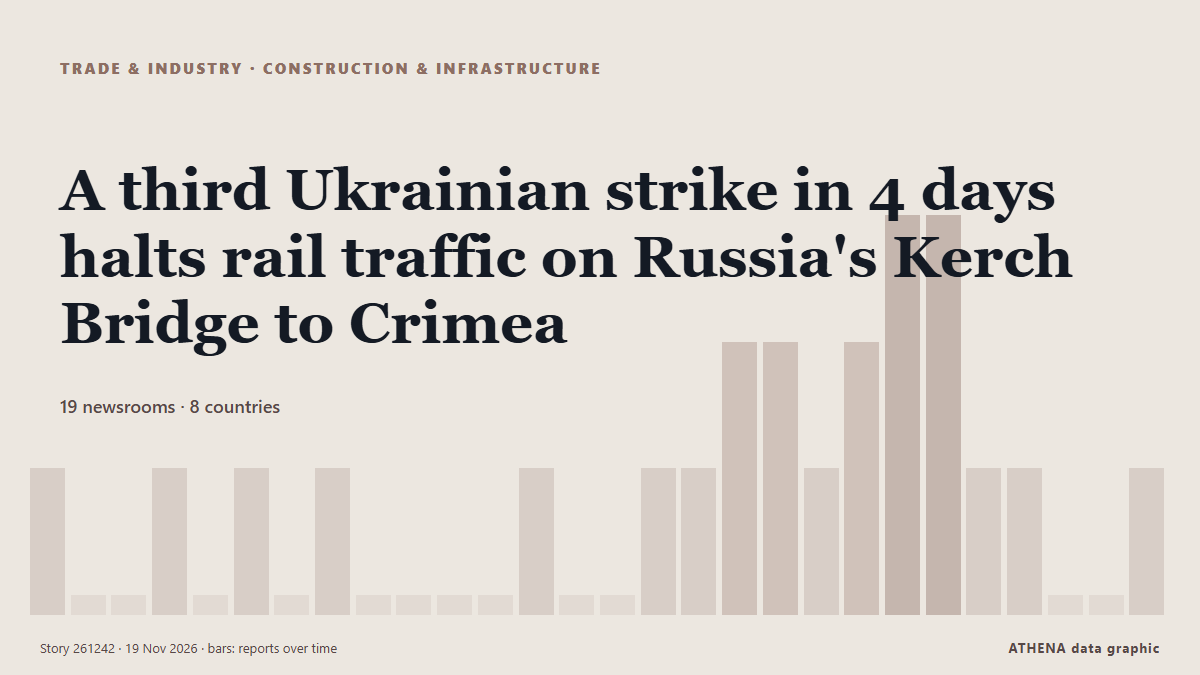 TRADE & INDUSTRY · CONSTRUCTION & INFRASTRUCTURE
A third Ukrainian strike in 4 days
halts rail traffic on Russia's Kerch
Bridge to Crimea
19 newsrooms · 8 countries
Story 261242 · 19 Nov 2026 · bars: reports over time
ATHENA data graphic